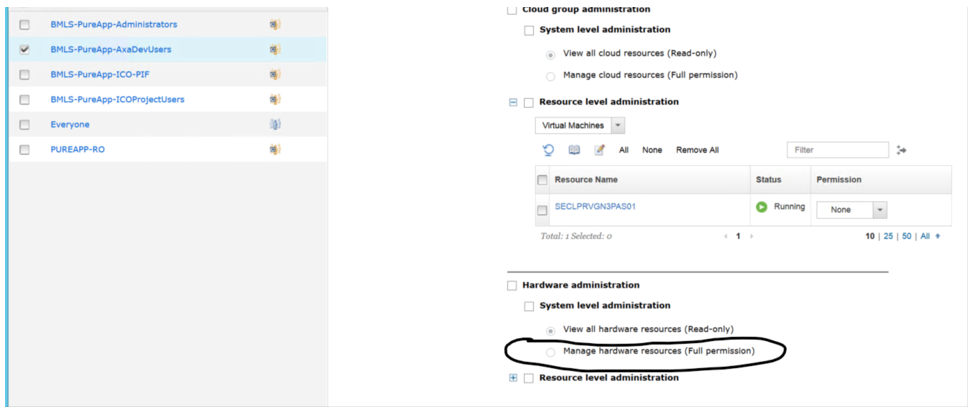 BMLS-PureApp-Administrators
BMLS-PureApp-AxaDevUsers
BMLS-PureApp-ICO-PIF
BMLS-PureApp-ICOProjectUsers
Everyone
PUREAPP-RO
Cloud group administration
System level administration
View all cloud resources (Read-only)
Manage cloud resources (Full permission)
Resource level administration
Virtual Machines
All None Remove All Filter
Resource Name Status Permission
SECLPRVGN3PAS01 Running None
Total: 1 Selected: 0 1 10 | 25 | 50 | All
Hardware administration
System level administration
View all hardware resources (Read-only)
Manage hardware resources (Full permission)
Resource level administration